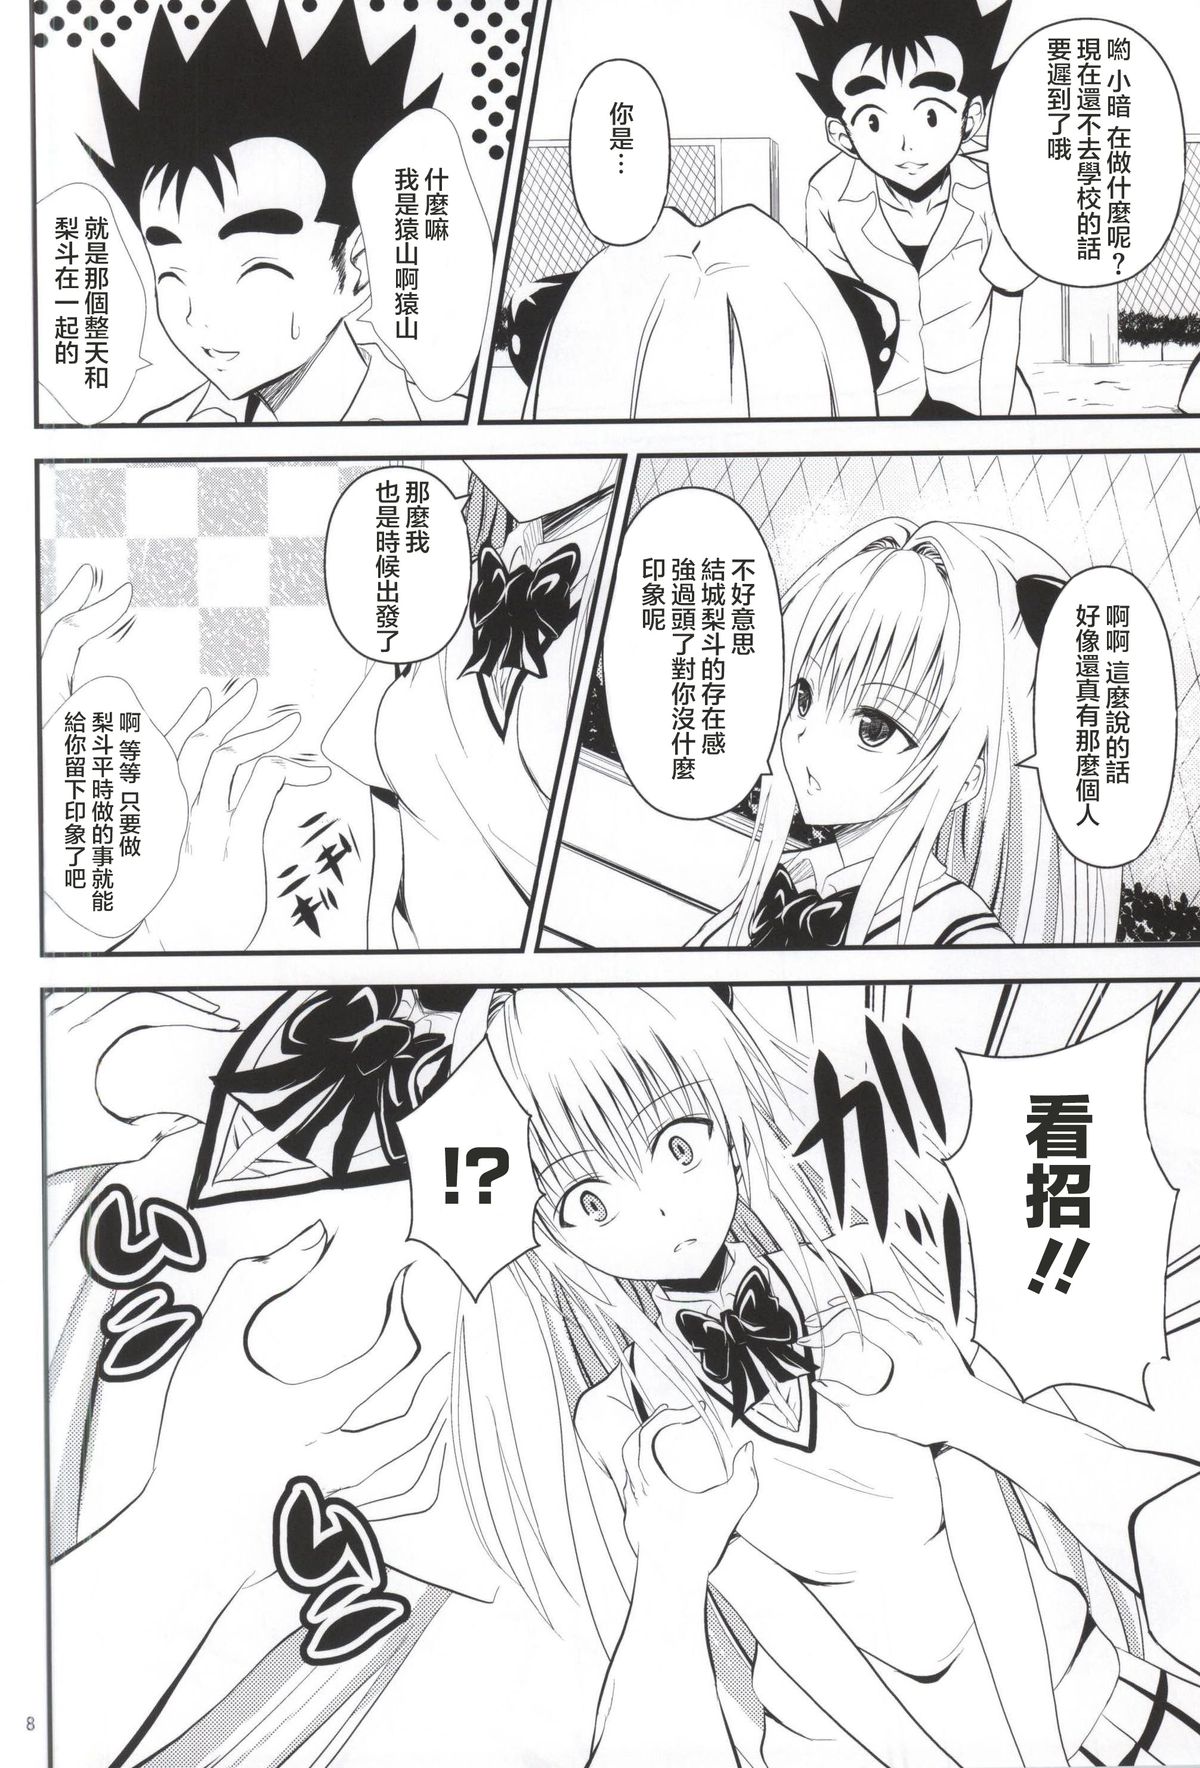 喲 小暗 在做什麼呢？
現在還不去學校的話
要遲到了哦
你是…
什麼嘛
我是猿山啊猿山
就是那個整天和
梨斗在一起的
啊啊 這麼說的話
好像還真有那麼個人
不好意思
結城梨斗的存在感
強過頭了對你沒什麼
印象呢
那麼我
也是時候出發了
啊 等等 只要做
梨斗平時做的事就能
給你留下印象了吧
看招!!
ガッ
!?
8